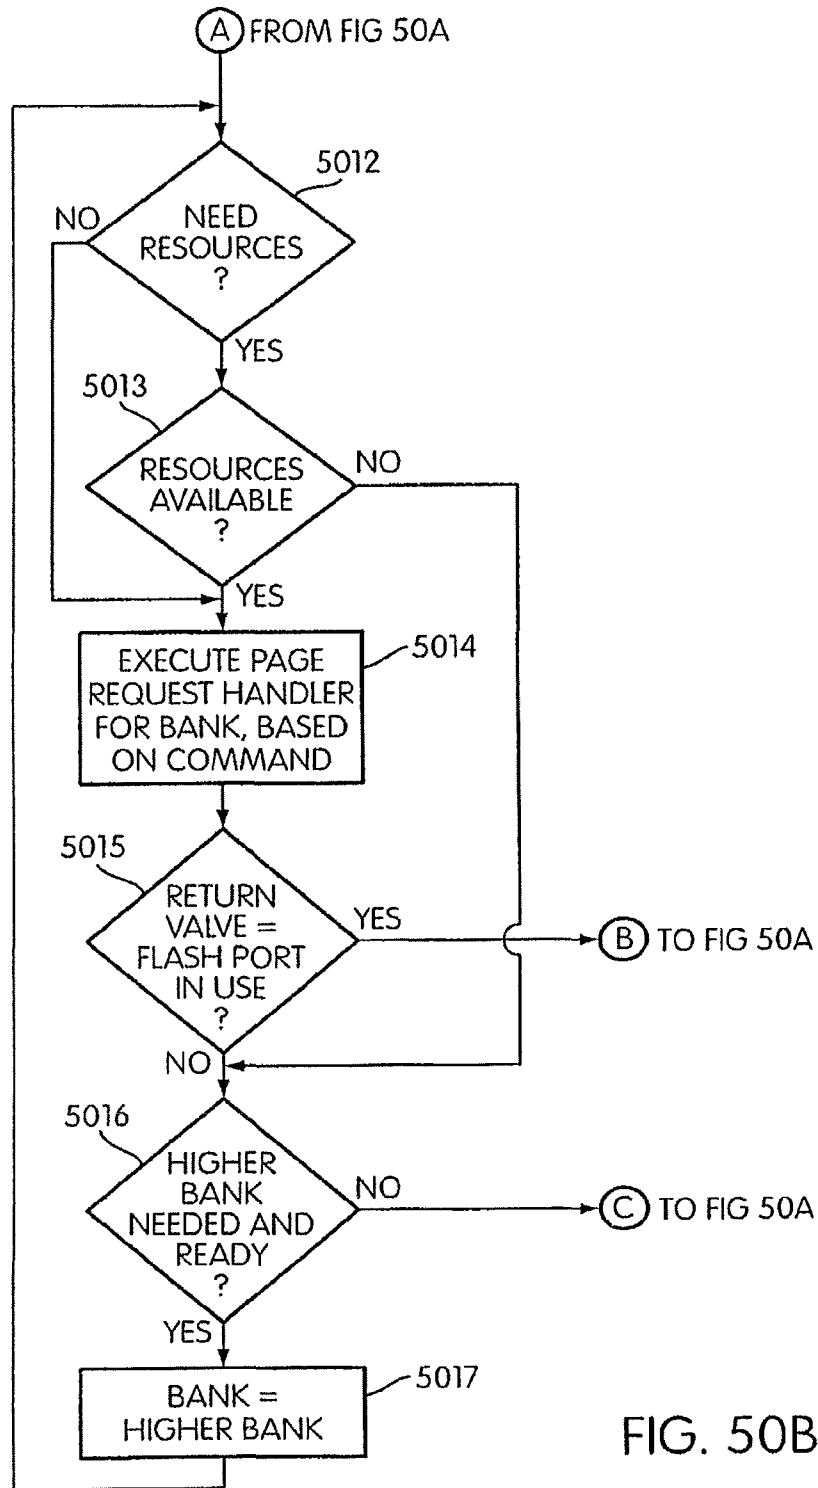 A FROM FIG 50A
5012
NO
NEED
RESOURCES
?
YES
5013
RESOURCES
AVAILABLE
?
NO
YES
EXECUTE PAGE
REQUEST HANDLER
FOR BANK, BASED
ON COMMAND
5014
5015
RETURN
VALVE =
FLASH PORT
IN USE
?
YES
B TO FIG 50A
NO
5016
HIGHER
BANK
NEEDED AND
READY
?
NO
C TO FIG 50A
YES
BANK =
HIGHER BANK
5017
FIG. 50B